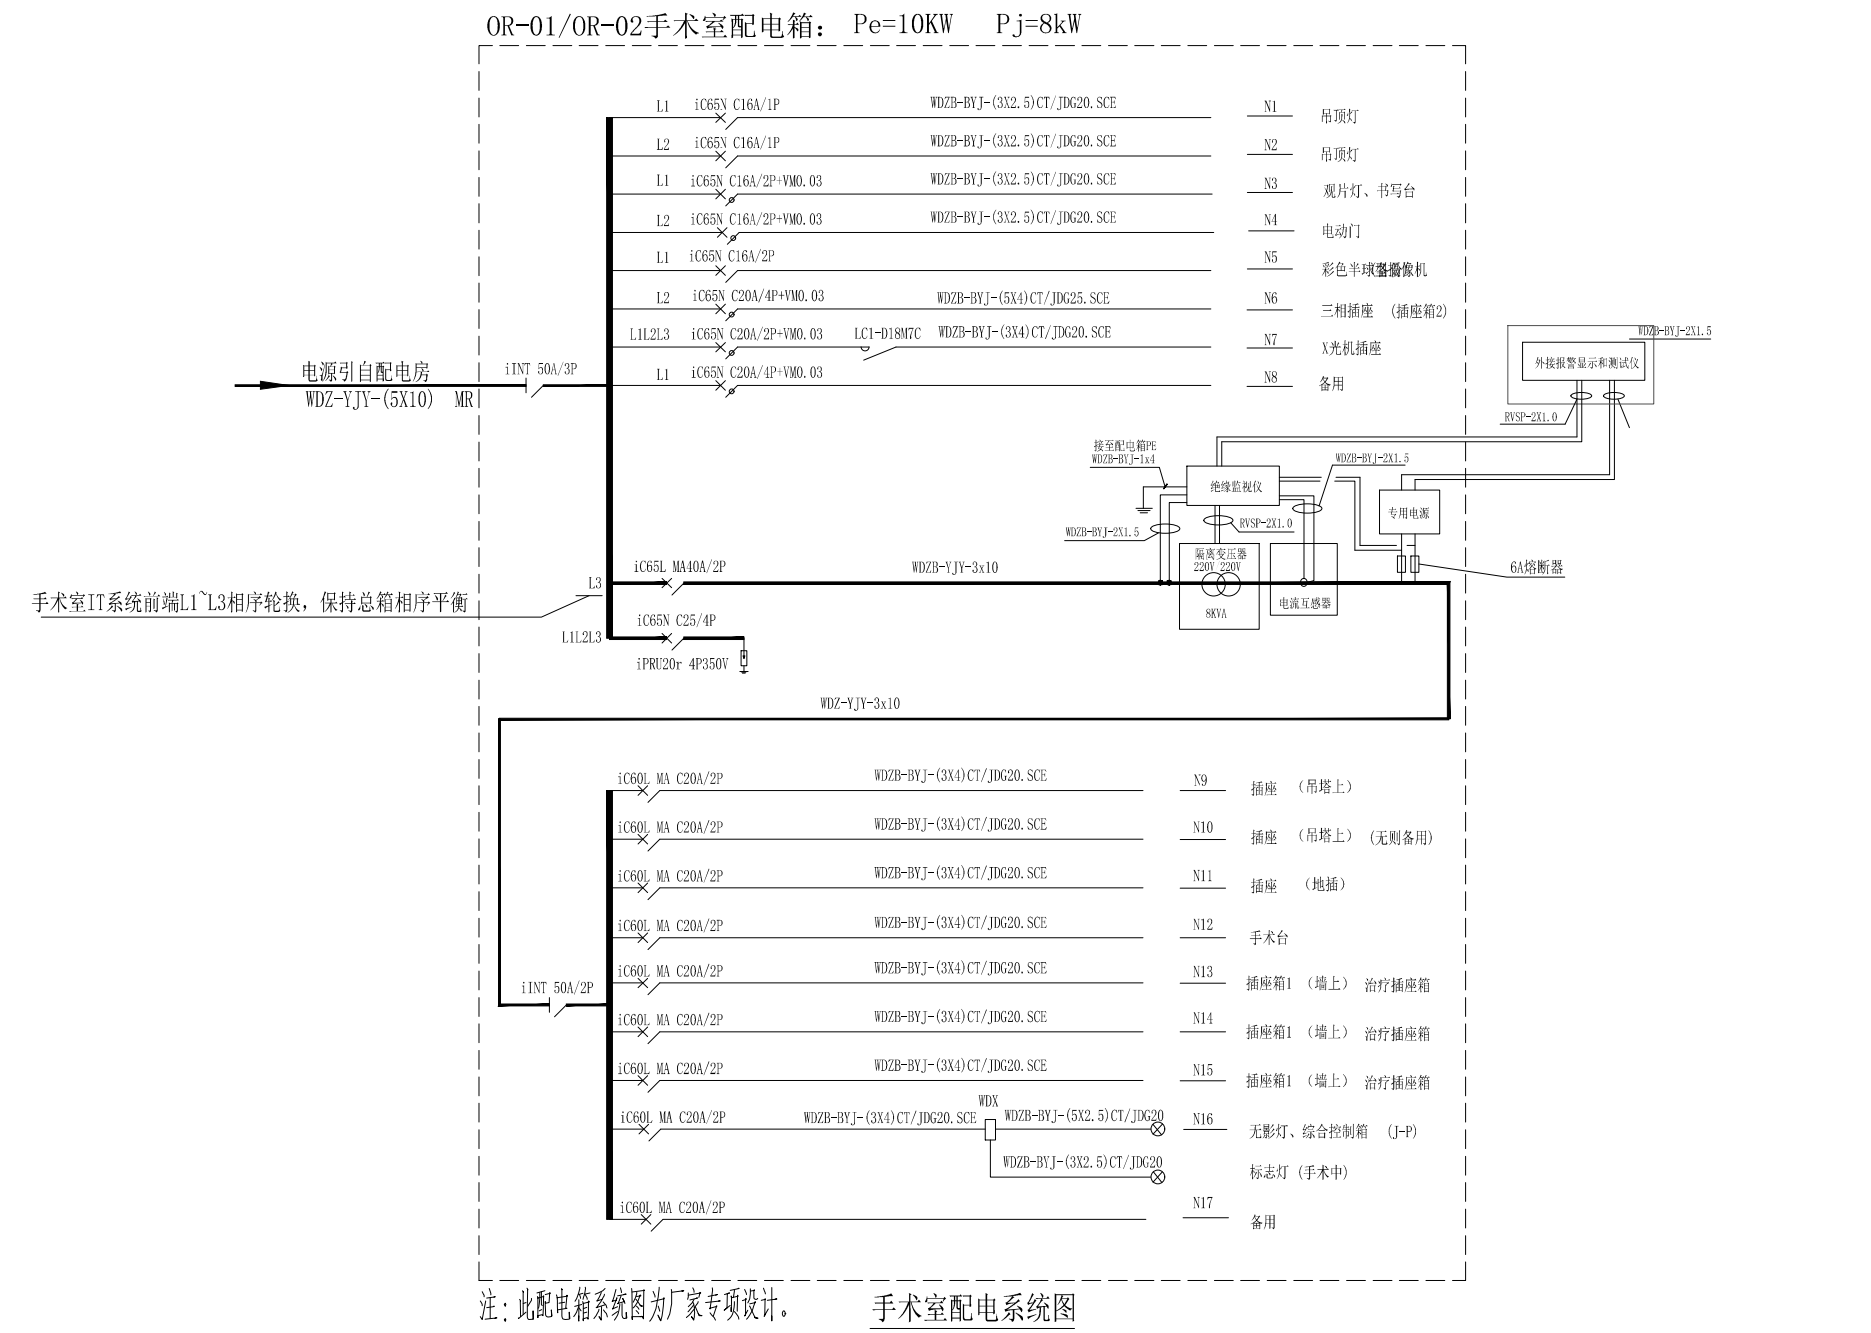 OR-01/OR-02手术室配电箱： Pe=10KW Pj=8kW
L1 iC65N C16A/1P WDZB-BYJ-(3X2.5)CT/JDG20.SCE N1 吊顶灯
L2 iC65N C16A/1P WDZB-BYJ-(3X2.5)CT/JDG20.SCE N2 吊顶灯
L1 iC65N C16A/2P+VM0.03 WDZB-BYJ-(3X2.5)CT/JDG20.SCE N3 观片灯、书写台
L2 iC65N C16A/2P+VM0.03 WDZB-BYJ-(3X2.5)CT/JDG20.SCE N4 电动门
L1 iC65N C16A/2P N5 彩色半球型摄像机
L2 iC65N C20A/4P+VM0.03 WDZB-BYJ-(5X4)CT/JDG25.SCE N6 三相插座 (插座箱2)
L1L2L3 iC65N C20A/2P+VM0.03 LC1-D18M7C WDZB-BYJ-(3X4)CT/JDG20.SCE N7 X光机插座
L1 iC65N C20A/4P+VM0.03 N8 备用
电源引自配电房
WDZ-YJY-(5X10) MR
iINT 50A/3P
WDZB-BYJ-2X1.5
外接报警显示和测试仪
RVSP-2X1.0
接至配电箱PE
WDZB-BYJ-1x4
WDZB-BYJ-2X1.5
绝缘监视仪
专用电源
WDZB-BYJ-2X1.5
RVSP-2X1.0
隔离变压器
220V 220V
8KVA
电流互感器
6A熔断器
L3 iC65L MA40A/2P WDZB-YJY-3x10
手术室IT系统前端L1~L3相序轮换，保持总箱相序平衡
L1L2L3 iC65N C25/4P
iPRU20r 4P350V
WDZ-YJY-3x10
iC60L MA C20A/2P WDZB-BYJ-(3X4)CT/JDG20.SCE N9 插座 （吊塔上）
iC60L MA C20A/2P WDZB-BYJ-(3X4)CT/JDG20.SCE N10 插座 （吊塔上） (无则备用)
iC60L MA C20A/2P WDZB-BYJ-(3X4)CT/JDG20.SCE N11 插座 （地插）
iC60L MA C20A/2P WDZB-BYJ-(3X4)CT/JDG20.SCE N12 手术台
iC60L MA C20A/2P WDZB-BYJ-(3X4)CT/JDG20.SCE N13 插座箱1 （墙上） 治疗插座箱
iINT 50A/2P
iC60L MA C20A/2P WDZB-BYJ-(3X4)CT/JDG20.SCE N14 插座箱1 （墙上） 治疗插座箱
iC60L MA C20A/2P WDZB-BYJ-(3X4)CT/JDG20.SCE N15 插座箱1 （墙上） 治疗插座箱
iC60L MA C20A/2P WDZB-BYJ-(3X4)CT/JDG20.SCE WDX WDZB-BYJ-(5X2.5)CT/JDG20 N16 无影灯、综合控制箱 (J-P)
WDZB-BYJ-(3X2.5)CT/JDG20 标志灯 (手术中)
iC60L MA C20A/2P N17 备用
注：此配电箱系统图为厂家专项设计。
手术室配电系统图